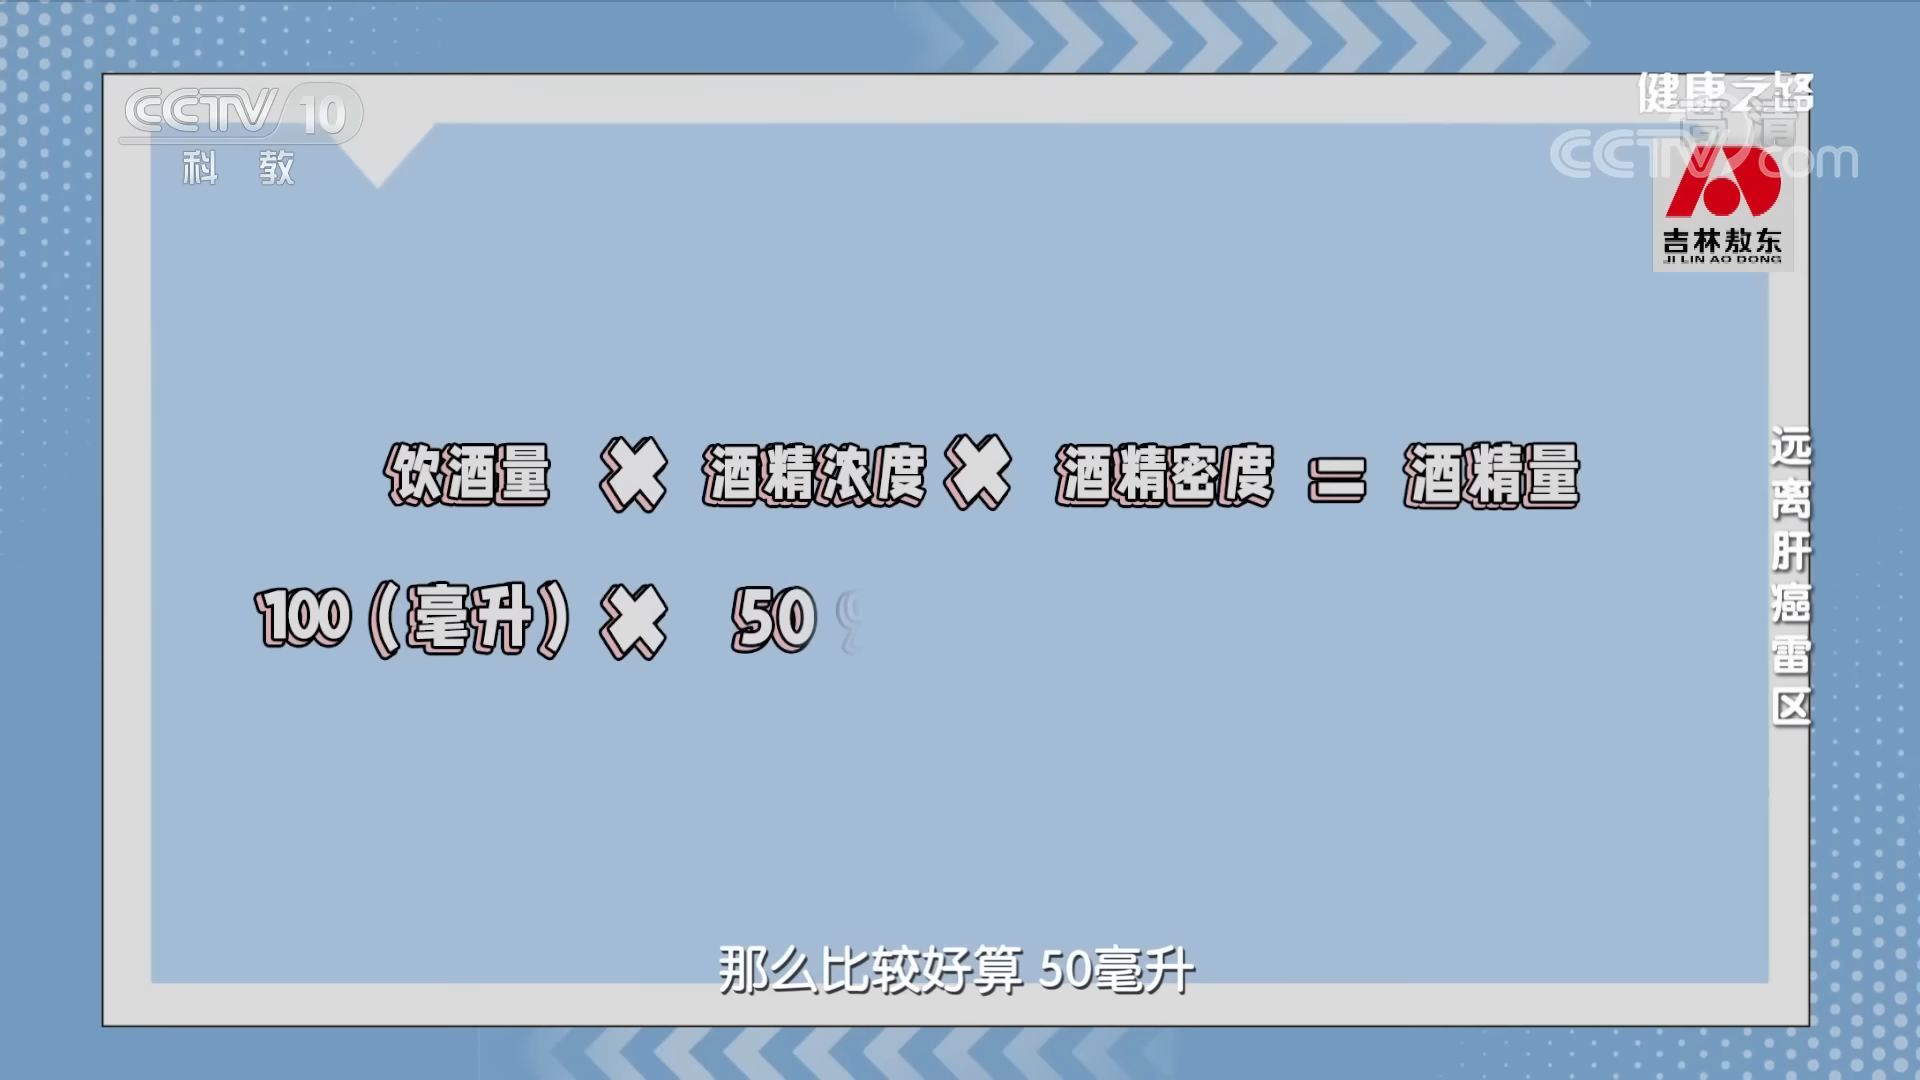 CCTV 10
科 教
健康之路
高清
CCTV.com
吉林敖东
JI LIN AO DONG
饮酒量 ✖ 酒精浓度 ✖ 酒精密度 = 酒精量
100（毫升）✖ 50
远离肝癌雷区
那么比较好算 50毫升